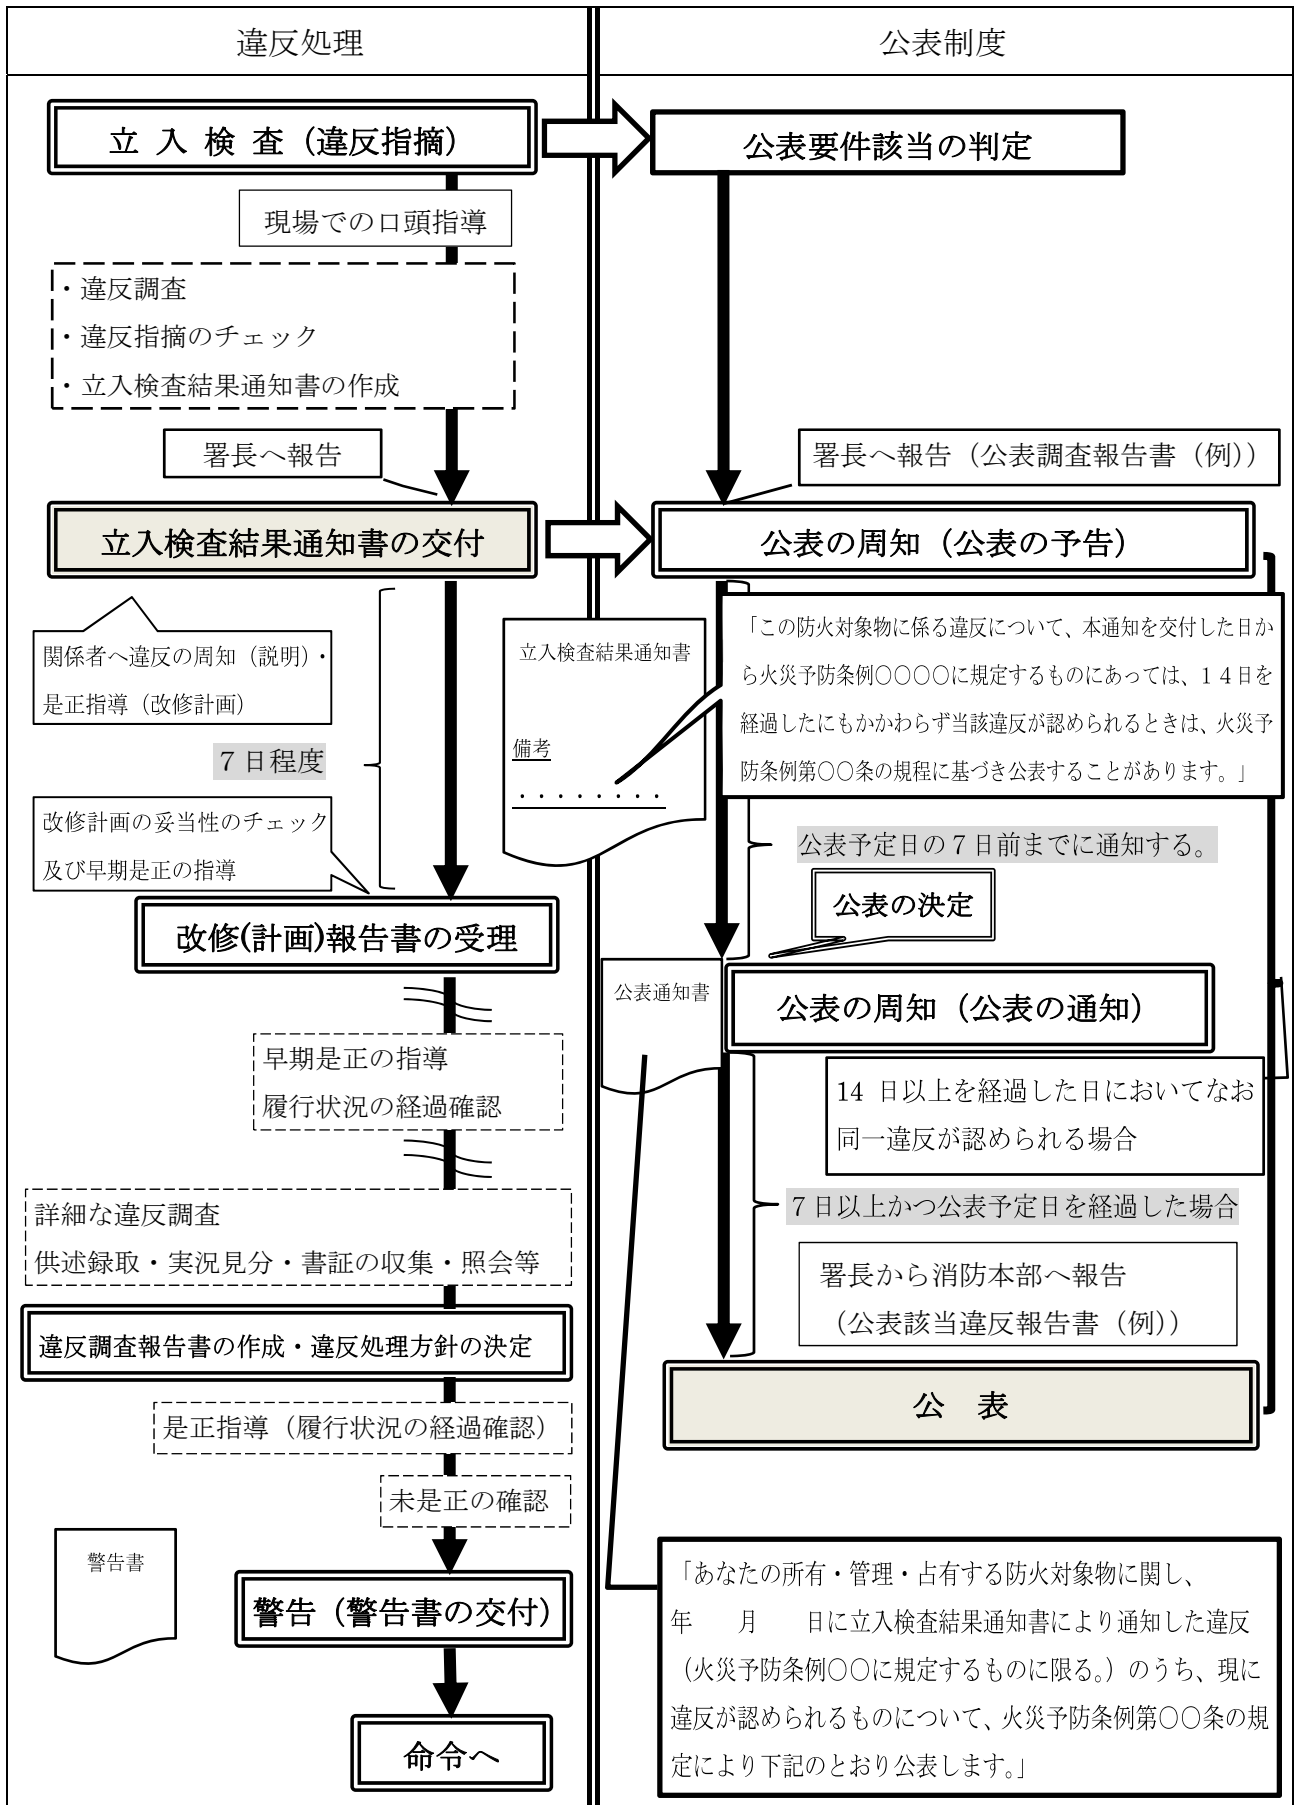 違反処理
公表制度
立 入 検 査（違反指摘）
公表要件該当の判定
現場での口頭指導
・違反調査
・違反指摘のチェック
・立入検査結果通知書の作成
署長へ報告
署長へ報告（公表調査報告書（例））
立入検査結果通知書の交付
公表の周知（公表の予告）
関係者へ違反の周知（説明）・
是正指導（改修計画）
７日程度
改修計画の妥当性のチェック
及び早期是正の指導
立入検査結果通知書
備考
・・・・・・・・
「この防火対象物に係る違反について、本通知を交付した日か
ら火災予防条例〇〇〇〇に規定するものにあっては、１４日を
経過したにもかかわらず当該違反が認められるときは、火災予
防条例第〇〇条の規程に基づき公表することがあります。」
公表予定日の７日前までに通知する。
公表の決定
改修(計画)報告書の受理
公表通知書
公表の周知（公表の通知）
早期是正の指導
履行状況の経過確認
14 日以上を経過した日においてなお
同一違反が認められる場合
７日以上かつ公表予定日を経過した場合
詳細な違反調査
供述録取・実況見分・書証の収集・照会等
署長から消防本部へ報告
（公表該当違反報告書（例））
違反調査報告書の作成・違反処理方針の決定
公　表
是正指導（履行状況の経過確認）
未是正の確認
警告書
警告（警告書の交付）
命令へ
「あなたの所有・管理・占有する防火対象物に関し、
年　　月　　日に立入検査結果通知書により通知した違反
（火災予防条例〇〇に規定するものに限る。）のうち、現に
違反が認められるものについて、火災予防条例第〇〇条の規
定により下記のとおり公表します。」